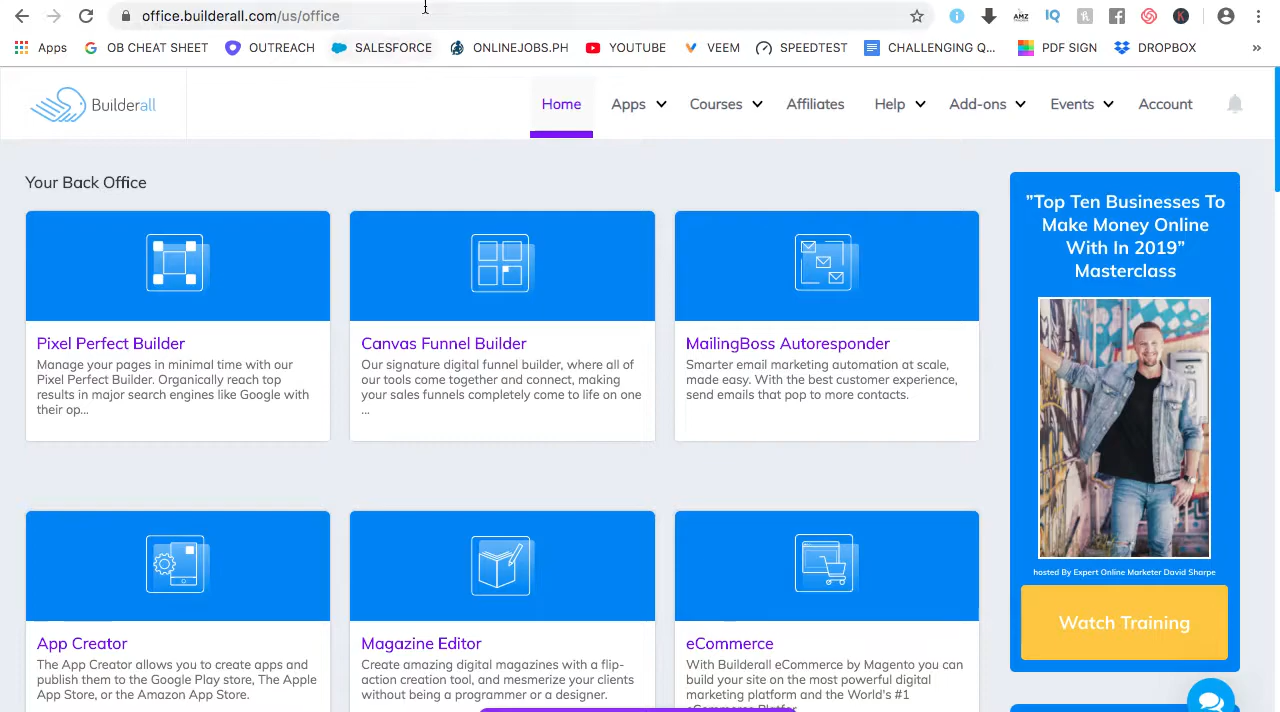 office.builderall.com/us/office
AMZ
IQ
Apps
OB CHEAT SHEET
OUTREACH
SALESFORCE
ONLINEJOBS.PH
YOUTUBE
VEEM
SPEEDTEST
CHALLENGING Q...
PDF SIGN
DROPBOX
»
Builderall
Home
Apps
Courses
Affiliates
Help
Add-ons
Events
Account
Your Back Office
Pixel Perfect Builder
Manage your pages in minimal time with our
Pixel Perfect Builder. Organically reach top
results in major search engines like Google with
their op...
Canvas Funnel Builder
Our signature digital funnel builder, where all of
our tools come together and connect, making
your sales funnels completely come to life on one
...
MailingBoss Autoresponder
Smarter email marketing automation at scale,
made easy. With the best customer experience,
send emails that pop to more contacts.
"Top Ten Businesses To
Make Money Online
With In 2019"
Masterclass
hosted By Expert Online Marketer David Sharpe
Watch Training
App Creator
The App Creator allows you to create apps and
publish them to the Google Play store, The Apple
App Store, or the Amazon App Store.
Magazine Editor
Create amazing digital magazines with a flip-
action creation tool, and mesmerize your clients
without being a programmer or a designer.
eCommerce
With Builderall eCommerce by Magento you can
build your site on the most powerful digital
marketing platform and the World's #1